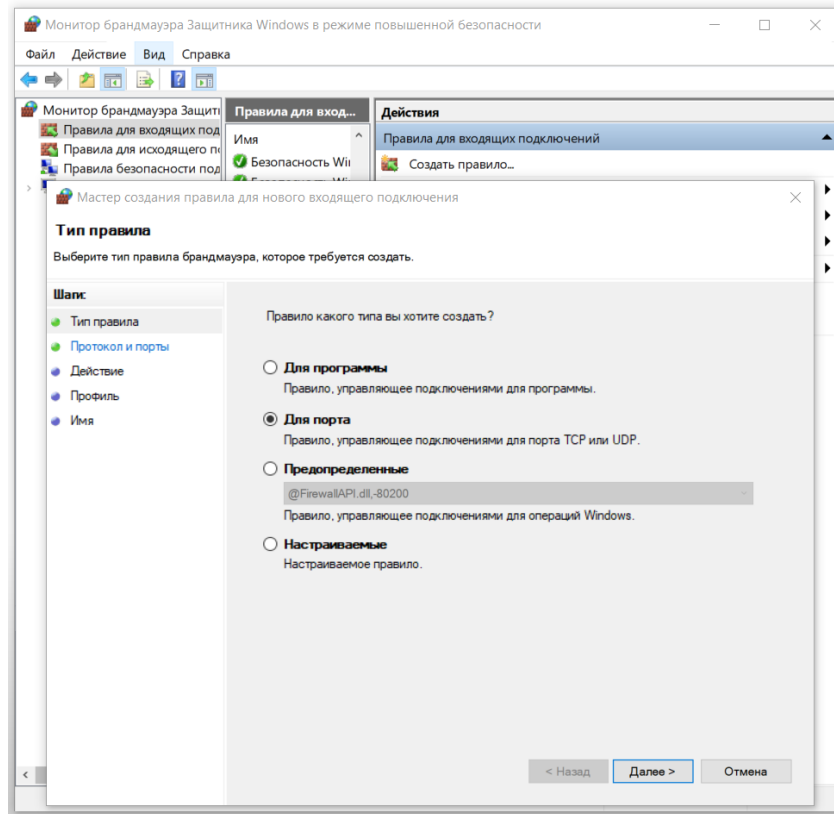 Монитор брандмауэра Защитника Windows в режиме повышенной безопасности
Файл Действие Вид Справка
Монитор брандмауэра Защити
Правила для входящих под
Правила для исходящего по
Правила безопасности под
Правила для вход...
Имя
Безопасность Wi
Действия
Правила для входящих подключений
Создать правило...
Мастер создания правила для нового входящего подключения
Тип правила
Выберите тип правила брандмауэра, которое требуется создать.
Шаги:
Тип правила
Протокол и порты
Действие
Профиль
Имя
Правило какого типа вы хотите создать?
Для программы
Правило, управляющее подключениями для программы.
Для порта
Правило, управляющее подключениями для порта TCP или UDP.
Предопределенные
@FirewallAPI.dll,-80200
Правило, управляющее подключениями для операций Windows.
Настраиваемые
Настраиваемое правило.
< Назад Далее > Отмена